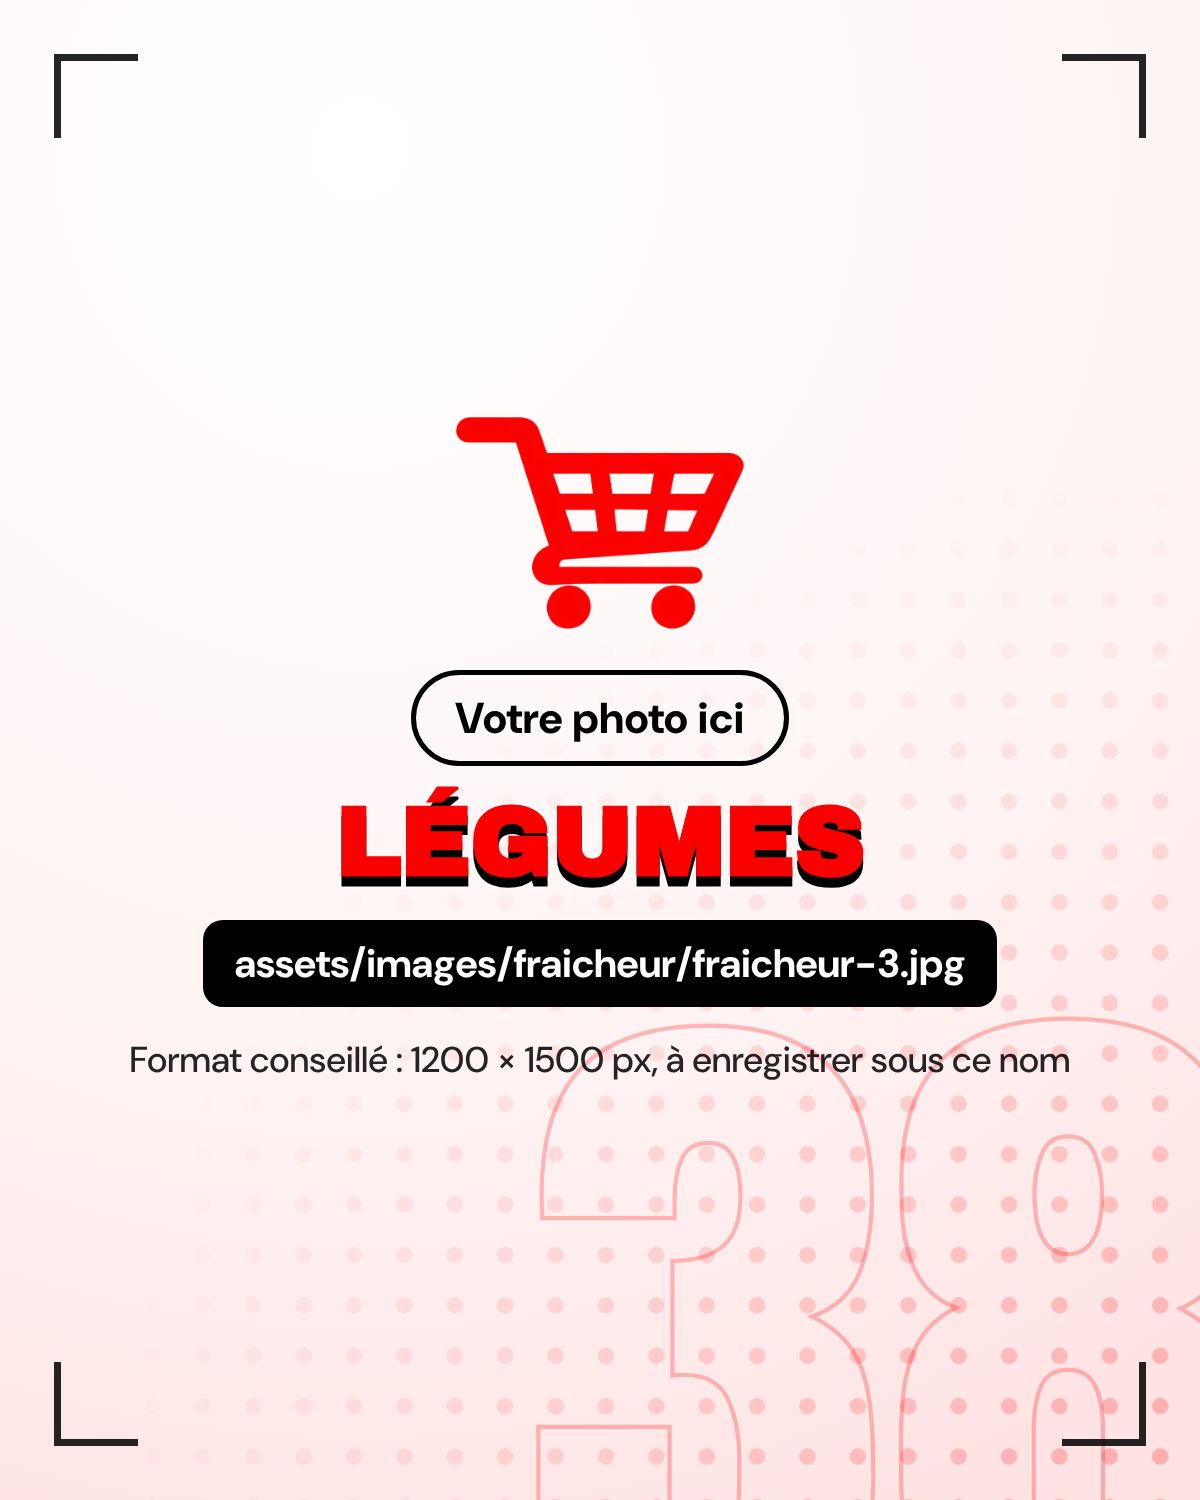 Votre photo ici
LÉGUMES
assets/images/fraicheur/fraicheur-3.jpg
Format conseillé : 1200 × 1500 px, à enregistrer sous ce nom
38